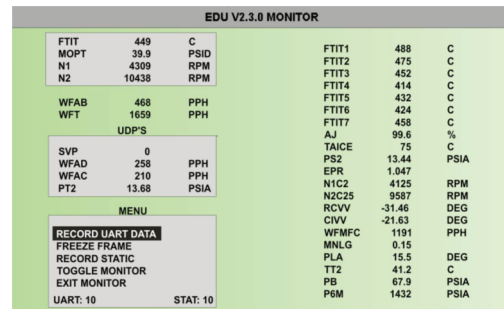 EDU V2.3.0 MONITOR
FTIT 449 C
MOPT 39.9 PSID
N1 4309 RPM
N2 10438 RPM
WFAB 468 PPH
WFT 1659 PPH
UDP'S
SVP 0
WFAD 258 PPH
WFAC 210 PPH
PT2 13.68 PSIA
MENU
RECORD UART DATA
FREEZE FRAME
RECORD STATIC
TOGGLE MONITOR
EXIT MONITOR
UART: 10 STAT: 10
FTIT1 488 C
FTIT2 475 C
FTIT3 452 C
FTIT4 414 C
FTIT5 432 C
FTIT6 424 C
FTIT7 458 C
AJ 99.6 %
TAICE 75 C
PS2 13.44 PSIA
EPR 1.047
N1C2 4125 RPM
N2C25 9587 RPM
RCVV -31.46 DEG
CIVV -21.63 DEG
WFMFC 1191 PPH
MNLG 0.15
PLA 15.5 DEG
TT2 41.2 C
PB 67.9 PSIA
P6M 1432 PSIA